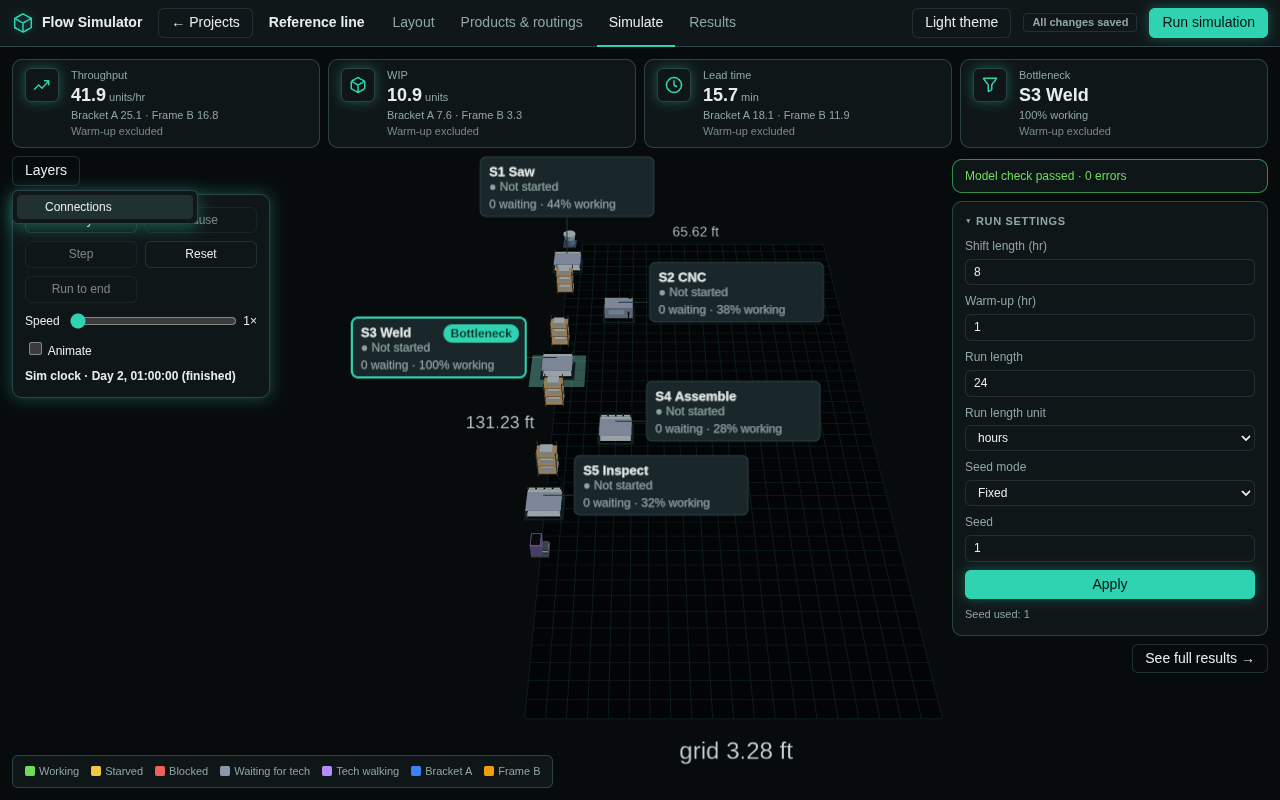 Flow Simulator
← Projects
Reference line
Layout
Products & routings
Simulate
Results
Light theme
All changes saved
Run simulation
Throughput
41.9 units/hr
Bracket A 25.1 · Frame B 16.8
Warm-up excluded
WIP
10.9 units
Bracket A 7.6 · Frame B 3.3
Warm-up excluded
Lead time
15.7 min
Bracket A 18.1 · Frame B 11.9
Warm-up excluded
Bottleneck
S3 Weld
100% working
Warm-up excluded
Layers
Connections
Step
Reset
Run to end
Speed
1×
Animate
Sim clock · Day 2, 01:00:00 (finished)
S1 Saw
● Not started
0 waiting · 44% working
65.62 ft
S2 CNC
● Not started
0 waiting · 38% working
S3 Weld
Bottleneck
● Not started
0 waiting · 100% working
S4 Assemble
● Not started
0 waiting · 28% working
131.23 ft
S5 Inspect
● Not started
0 waiting · 32% working
grid 3.28 ft
Model check passed · 0 errors
▾ RUN SETTINGS
Shift length (hr)
8
Warm-up (hr)
1
Run length
24
Run length unit
hours
Seed mode
Fixed
Seed
1
Apply
Seed used: 1
See full results →
Working
Starved
Blocked
Waiting for tech
Tech walking
Bracket A
Frame B